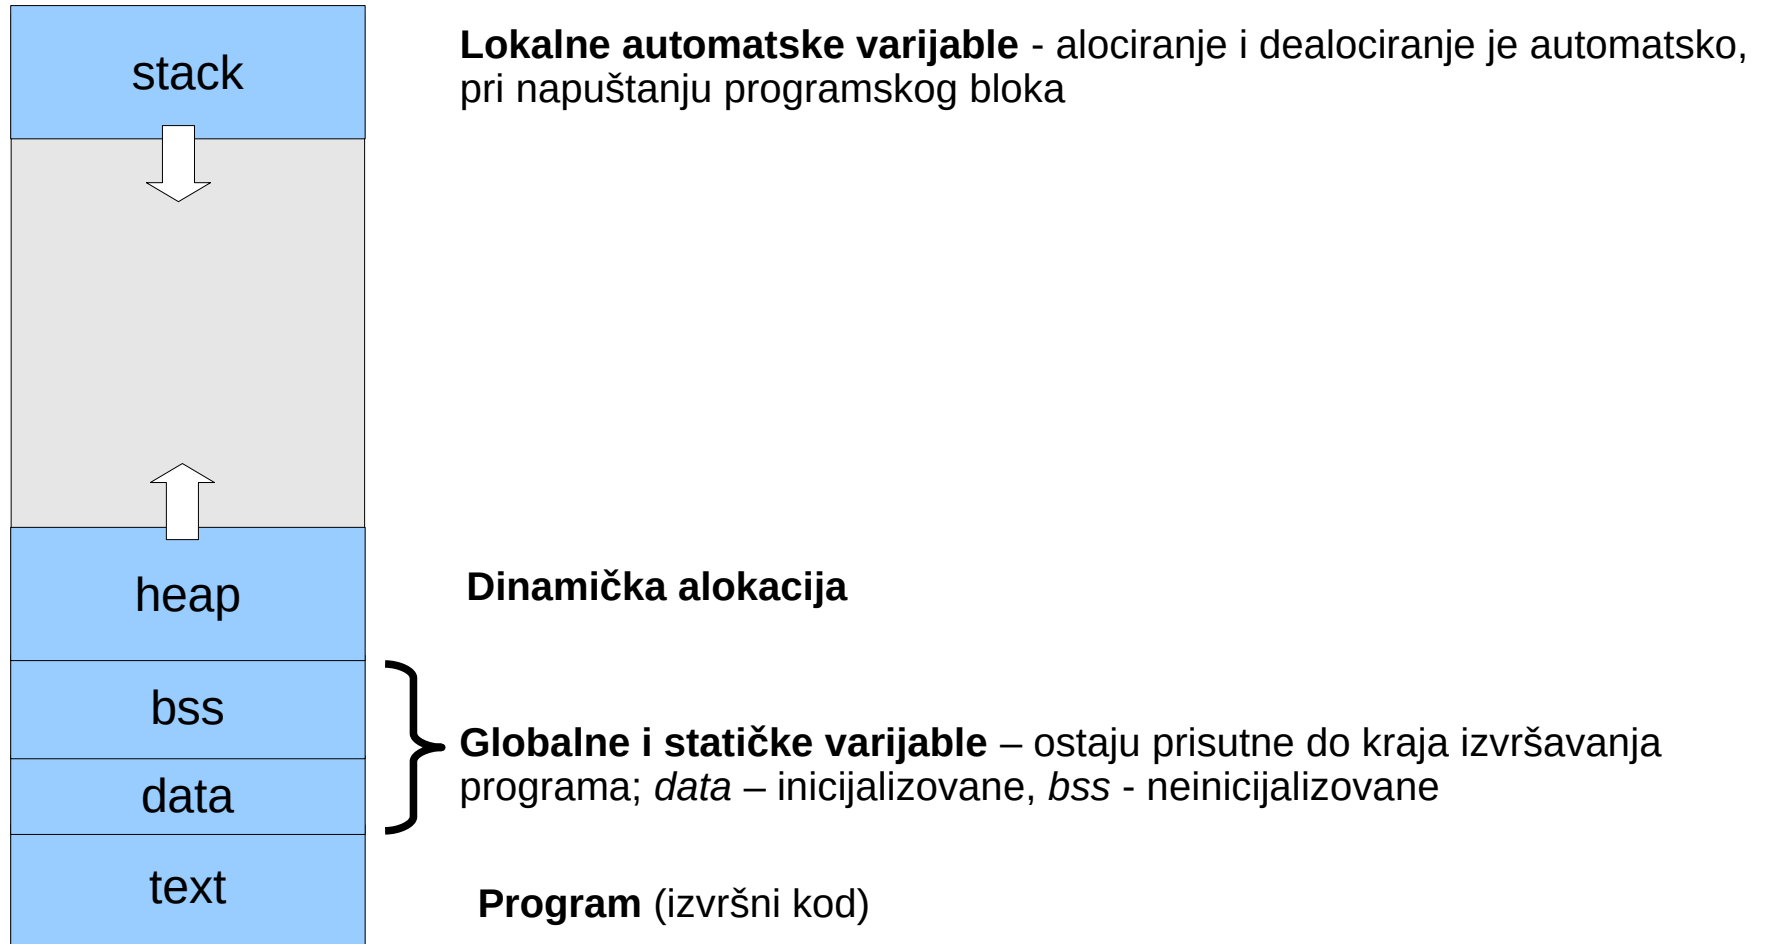 stack
Lokalne automatske varijable - alociranje i dealociranje je automatsko,
pri napuštanju programskog bloka
heap
Dinamička alokacija
bss
Globalne i statičke varijable – ostaju prisutne do kraja izvršavanja
programa; data – inicijalizovane, bss - neinicijalizovane
data
text
Program (izvršni kod)